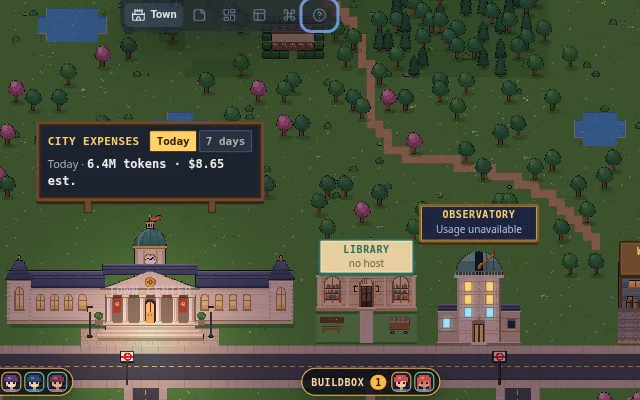 Town
CITY EXPENSES Today 7 days
Today · 6.4M tokens · $8.65
est.
OBSERVATORY
Usage unavailable
LIBRARY
no host
BUILDBOX 1